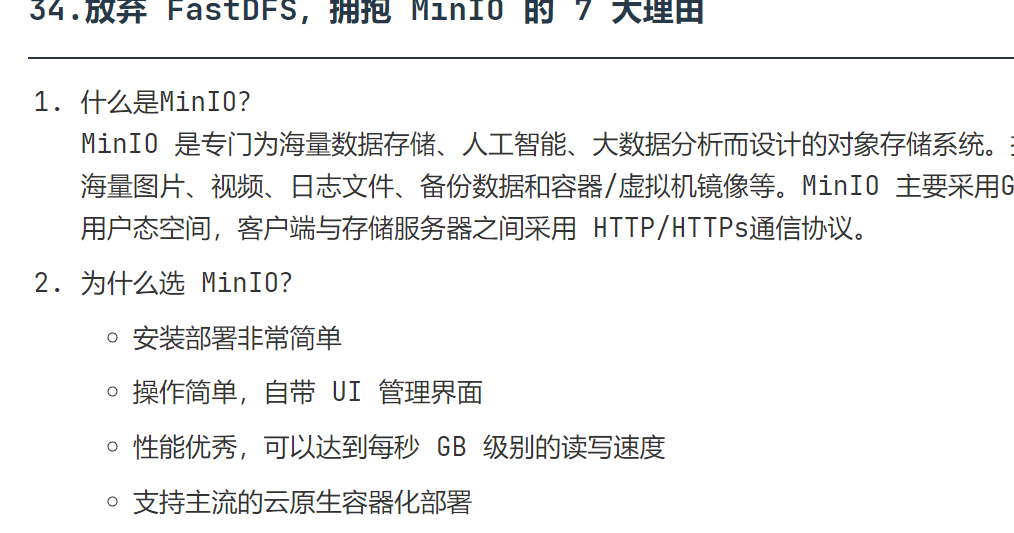 34.放弃 FastDFS，拥抱 MinIO 的 7 大理由
1. 什么是MinIO?
MinIO 是专门为海量数据存储、人工智能、大数据分析而设计的对象存储系统。
海量图片、视频、日志文件、备份数据和容器/虚拟机镜像等。MinIO 主要采用G
用户态空间，客户端与存储服务器之间采用 HTTP/HTTPs通信协议。
2. 为什么选 MinIO?
安装部署非常简单
操作简单，自带 UI 管理界面
性能优秀，可以达到每秒 GB 级别的读写速度
支持主流的云原生容器化部署